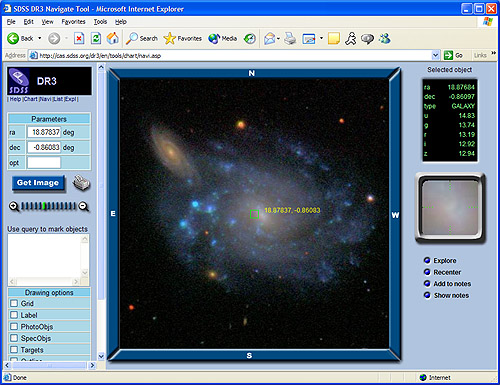 SDSS DR3 Navigate Tool - Microsoft Internet Explorer
File Edit View Favorites Tools Help
Back Search Favorites Media
Address http://cas.sdss.org/dr3/en/tools/chart/navi.asp Go Links
SDSS DR3
| Help |Chart |Navi |List |Expl |
Parameters
ra 18.87837 deg
dec -0.86083 deg
opt
Get Image
Use query to mark objects
Drawing options
Grid
Label
PhotoObjs
SpecObjs
Targets
Outline
N
E
W
S
18.87837, -0.86083
Selected object
ra 18.87684
dec -0.86097
type GALAXY
u 14.83
g 13.74
r 13.19
i 12.92
z 12.94
Explore
Recenter
Add to notes
Show notes
Done
Internet